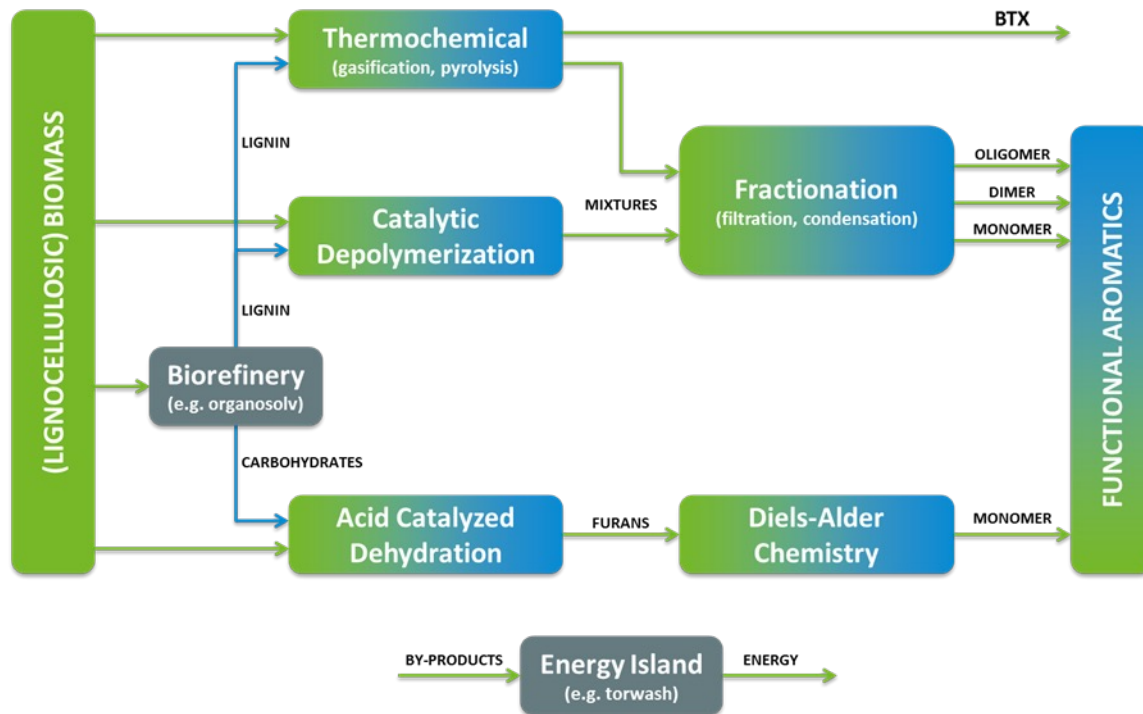 (LIGNOCELLULOSIC) BIOMASS
Thermochemical
(gasification, pyrolysis)
BTX
LIGNIN
Catalytic
Depolymerization
MIXTURES
Fractionation
(filtration, condensation)
OLIGOMER
DIMER
MONOMER
FUNCTIONAL AROMATICS
LIGNIN
Biorefinery
(e.g. organosolv)
CARBOHYDRATES
Acid Catalyzed
Dehydration
FURANS
Diels-Alder
Chemistry
MONOMER
BY-PRODUCTS
Energy Island
(e.g. torwash)
ENERGY